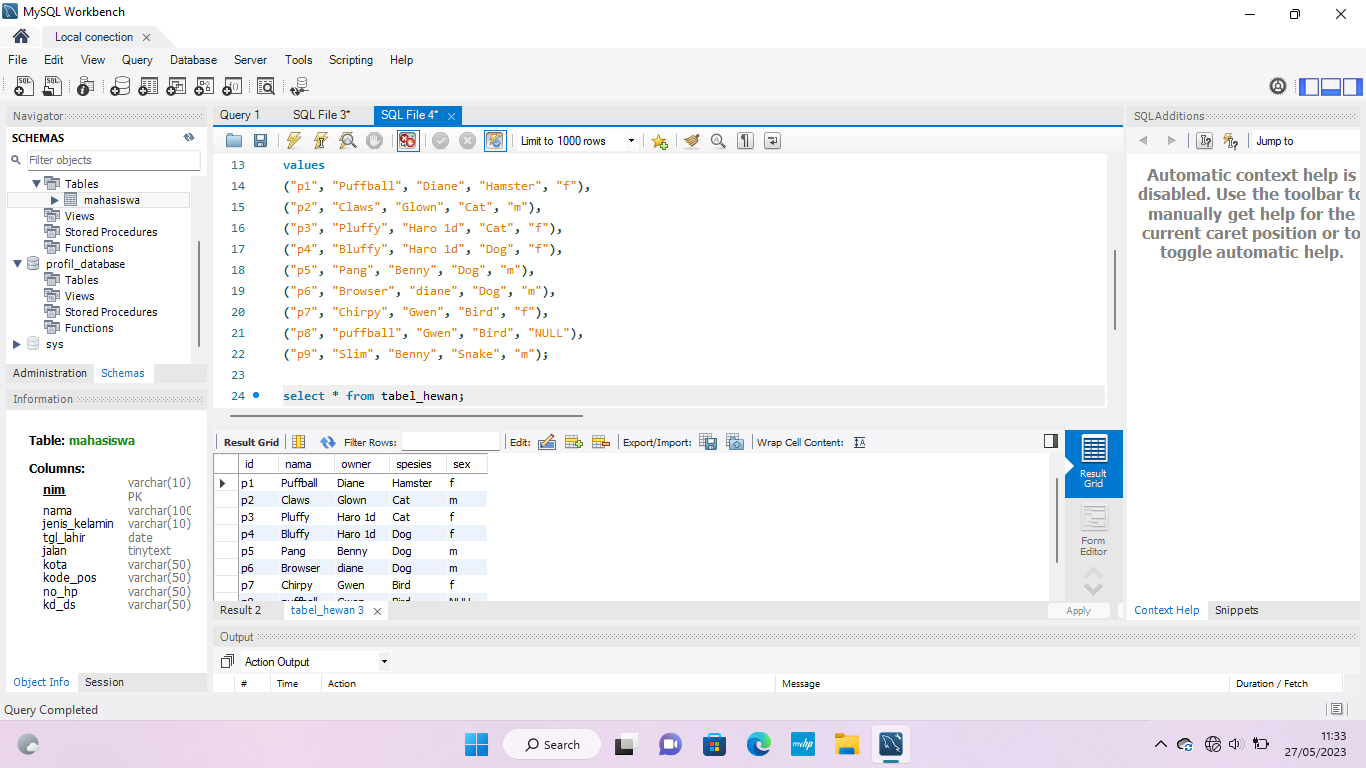 MySQL Workbench
Local conection
File Edit View Query Database Server Tools Scripting Help
Navigator
SCHEMAS
Filter objects
Tables
mahasiswa
Views
Stored Procedures
Functions
profil_database
Tables
Views
Stored Procedures
Functions
sys
Administration Schemas
Information
Table: mahasiswa
Columns:
nim varchar(10) PK
nama varchar(100
jenis_kelamin varchar(10)
tgl_lahir date
jalan tinytext
kota varchar(50)
kode_pos varchar(50)
no_hp varchar(50)
kd_ds varchar(50)
Object Info Session
Query 1 SQL File 3* SQL File 4*
Limit to 1000 rows
13 values
14 ("p1", "Puffball", "Diane", "Hamster", "f"),
15 ("p2", "Claws", "Glown", "Cat", "m"),
16 ("p3", "Pluffy", "Haro 1d", "Cat", "f"),
17 ("p4", "Bluffy", "Haro 1d", "Dog", "f"),
18 ("p5", "Pang", "Benny", "Dog", "m"),
19 ("p6", "Browser", "diane", "Dog", "m"),
20 ("p7", "Chirpy", "Gwen", "Bird", "f"),
21 ("p8", "puffball", "Gwen", "Bird", "NULL"),
22 ("p9", "Slim", "Benny", "Snake", "m");
23
24 select * from tabel_hewan;
Result Grid Filter Rows: Edit: Export/Import: Wrap Cell Content:
id nama owner spesies sex
p1 Puffball Diane Hamster f
p2 Claws Glown Cat m
p3 Pluffy Haro 1d Cat f
p4 Bluffy Haro 1d Dog f
p5 Pang Benny Dog m
p6 Browser diane Dog m
p7 Chirpy Gwen Bird f
p8 puffball Gwen Bird NULL
Result Grid
Form Editor
Result 2 tabel_hewan 3 Apply
Output
Action Output
# Time Action Message Duration / Fetch
SQLAdditions
Jump to
Automatic context help is
disabled. Use the toolbar to
manually get help for the
current caret position or to
toggle automatic help.
Context Help Snippets
Query Completed
Search
myhp
11:33
27/05/2023